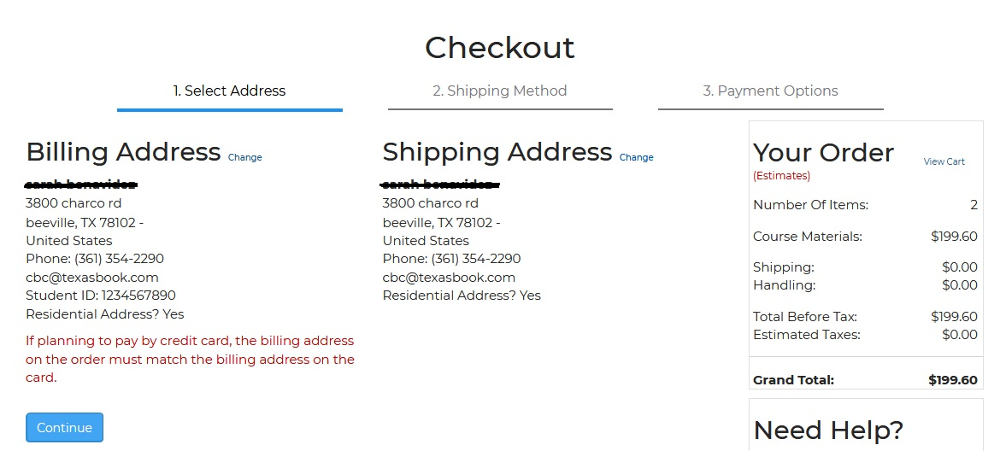 Checkout
1. Select Address
2. Shipping Method
3. Payment Options
Billing Address Change
3800 charco rd
beeville, TX 78102 -
United States
Phone: (361) 354-2290
cbc@texasbook.com
Student ID: 1234567890
Residential Address? Yes
If planning to pay by credit card, the billing address
on the order must match the billing address on the
card.
Continue
Shipping Address Change
3800 charco rd
beeville, TX 78102 -
United States
Phone: (361) 354-2290
cbc@texasbook.com
Residential Address? Yes
Your Order View Cart
(Estimates)
Number Of Items: 2
Course Materials: $199.60
Shipping: $0.00
Handling: $0.00
Total Before Tax: $199.60
Estimated Taxes: $0.00
Grand Total: $199.60
Need Help?